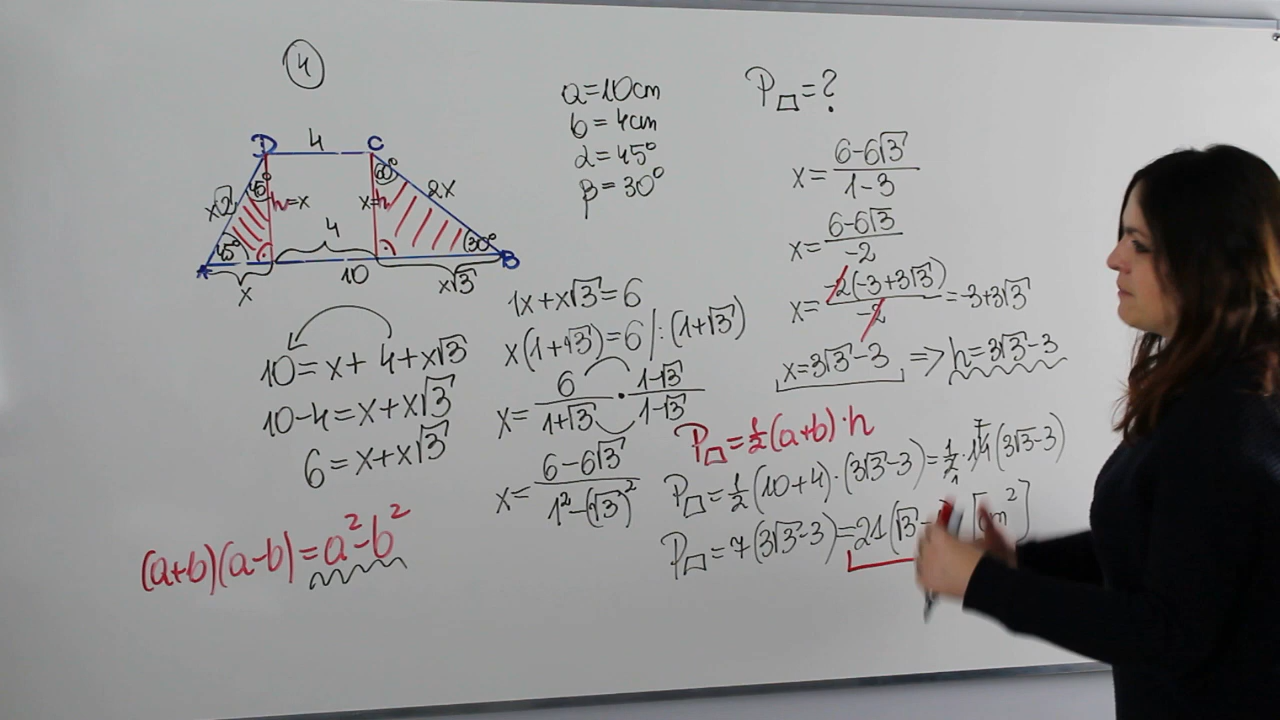 4
D 4 C
x√2 45° h=x x=h 60° 2x
45° 4 30°
A 10 B
x x√3
10=x+4+x√3
10-4=x+x√3
6=x+x√3
(a+b)(a-b)=a²-b²
a=10cm
b=4cm
α=45°
β=30°
1x+x√3=6
x(1+√3)=6/:(1+√3)
x=6/(1+√3)·(1-√3)/(1-√3)
x=(6-6√3)/(1²-(√3)²)
P▱=?
x=(6-6√3)/(1-3)
x=(6-6√3)/-2
x=-2(-3+3√3)/-2=-3+3√3
x=3√3-3 => h=3√3-3
P▱=½(a+b)·h
P▱=½(10+4)·(3√3-3)=½·14(3√3-3)
P▱=7(3√3-3)=21(√3- [cm²]